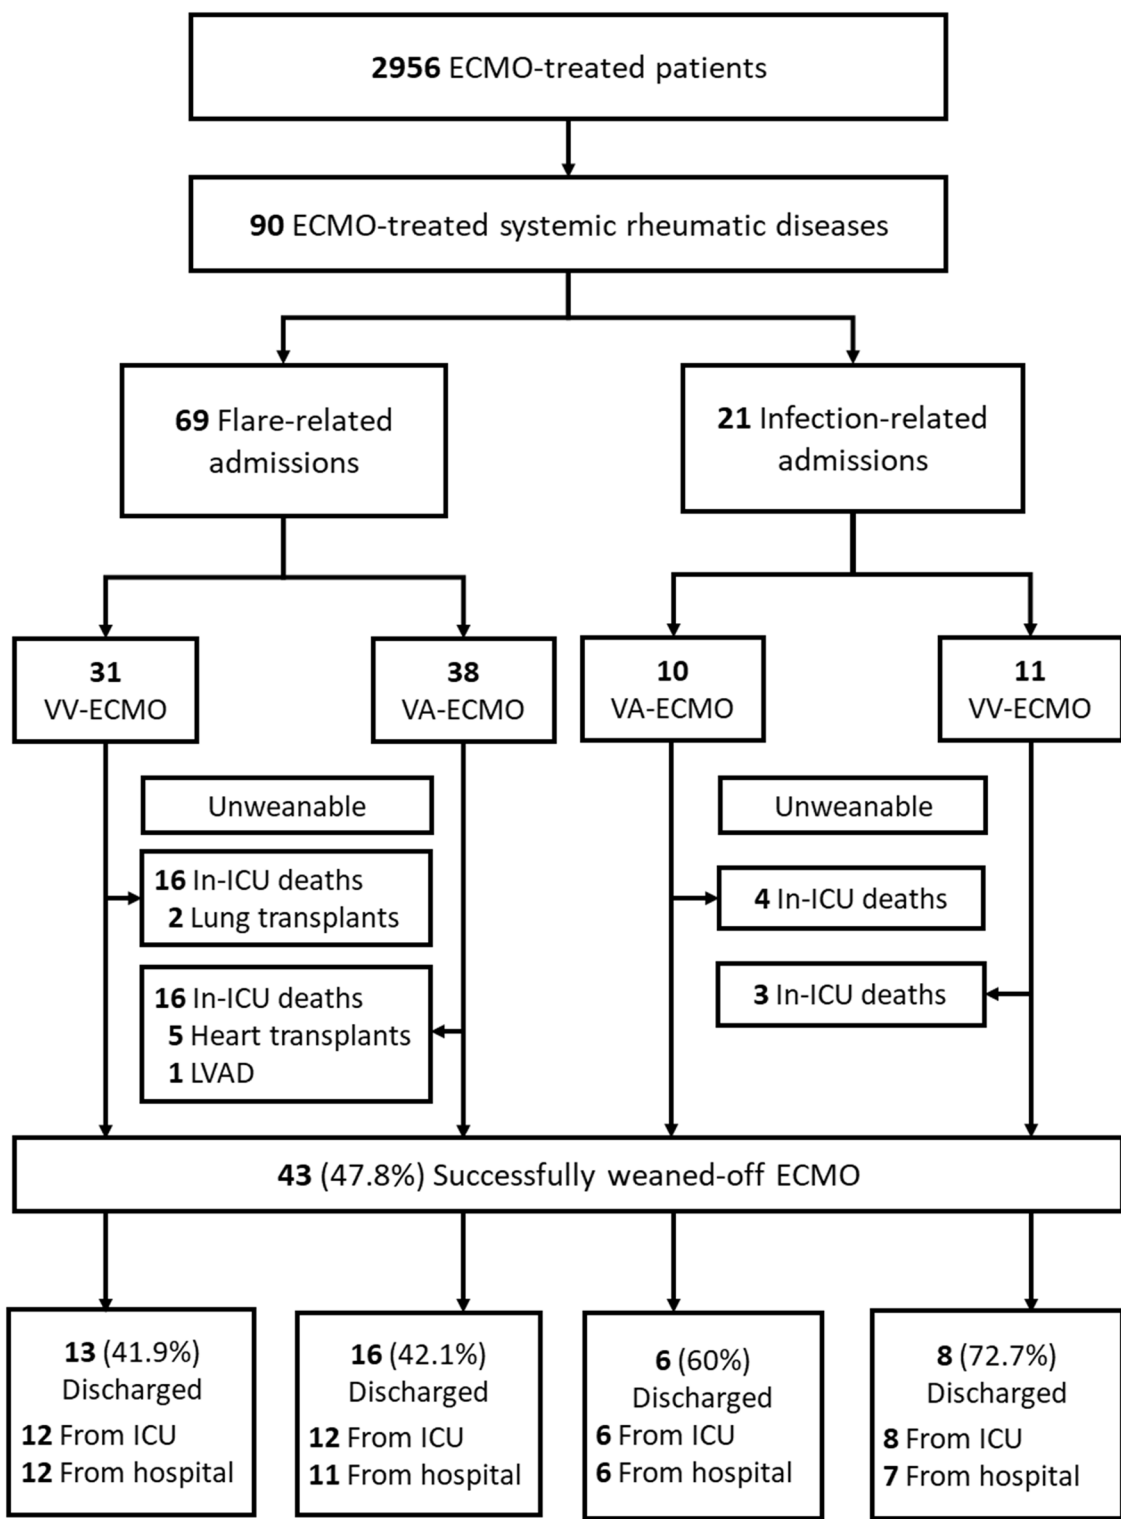 2956 ECMO-treated patients
90 ECMO-treated systemic rheumatic diseases
69 Flare-related
admissions
21 Infection-related
admissions
31
VV-ECMO
38
VA-ECMO
10
VA-ECMO
11
VV-ECMO
Unweanable
16 In-ICU deaths
2 Lung transplants
16 In-ICU deaths
5 Heart transplants
1 LVAD
Unweanable
4 In-ICU deaths
3 In-ICU deaths
43 (47.8%) Successfully weaned-off ECMO
13 (41.9%)
Discharged
12 From ICU
12 From hospital
16 (42.1%)
Discharged
12 From ICU
11 From hospital
6 (60%)
Discharged
6 From ICU
6 From hospital
8 (72.7%)
Discharged
8 From ICU
7 From hospital